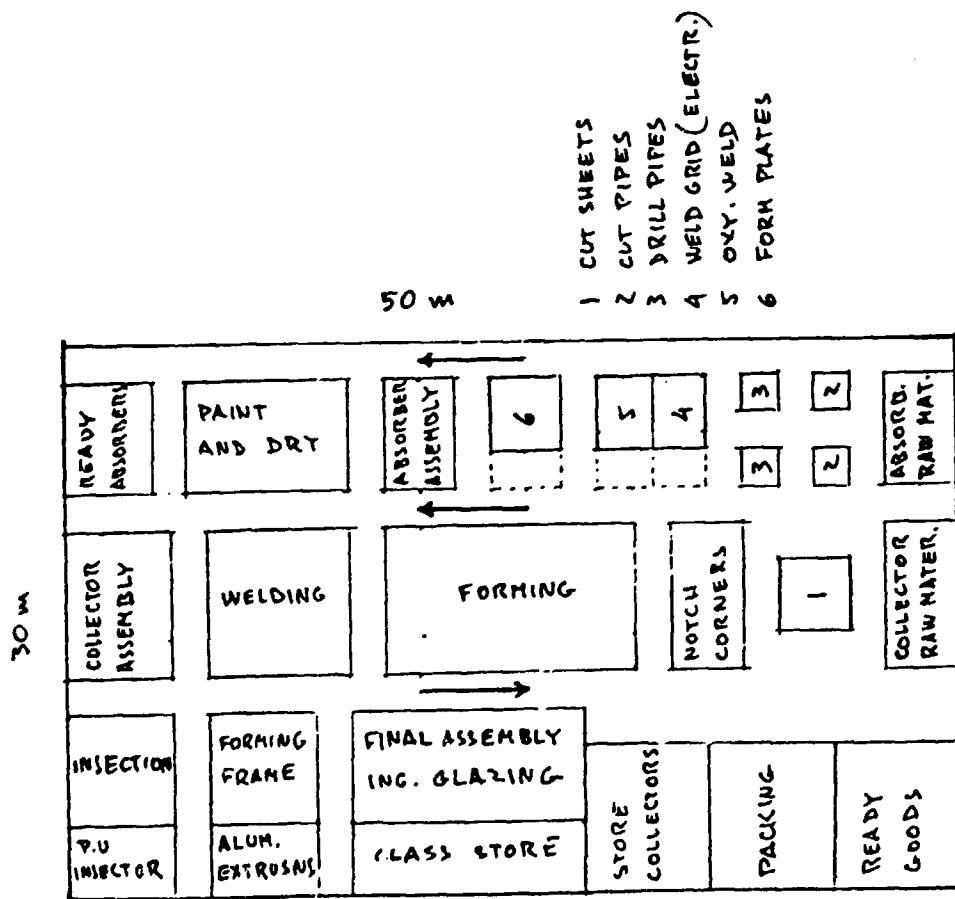 30 m
50 m
READY
ABSORBERS
PAINT
AND DRY
ABSORBER
ASSEMBLY
6
5
4
3
3
2
2
ABSORB.
RAW MAT.
COLLECTOR
ASSEMBLY
WELDING
FORMING
NOTCH
CORNERS
1
COLLECTOR
RAW MATER.
INSECTION
FORMING
FRAME
FINAL ASSEMBLY
INC. GLAZING
P.U
INSECTOR
ALUM.
EXTRUSNS
GLASS STORE
STORE
COLLECTORS
PACKING
READY
GOODS
1 CUT SHEETS
2 CUT PIPES
3 DRILL PIPES
4 WELD GRID (ELECTR.)
5 OXY. WELD
6 FORM PLATES